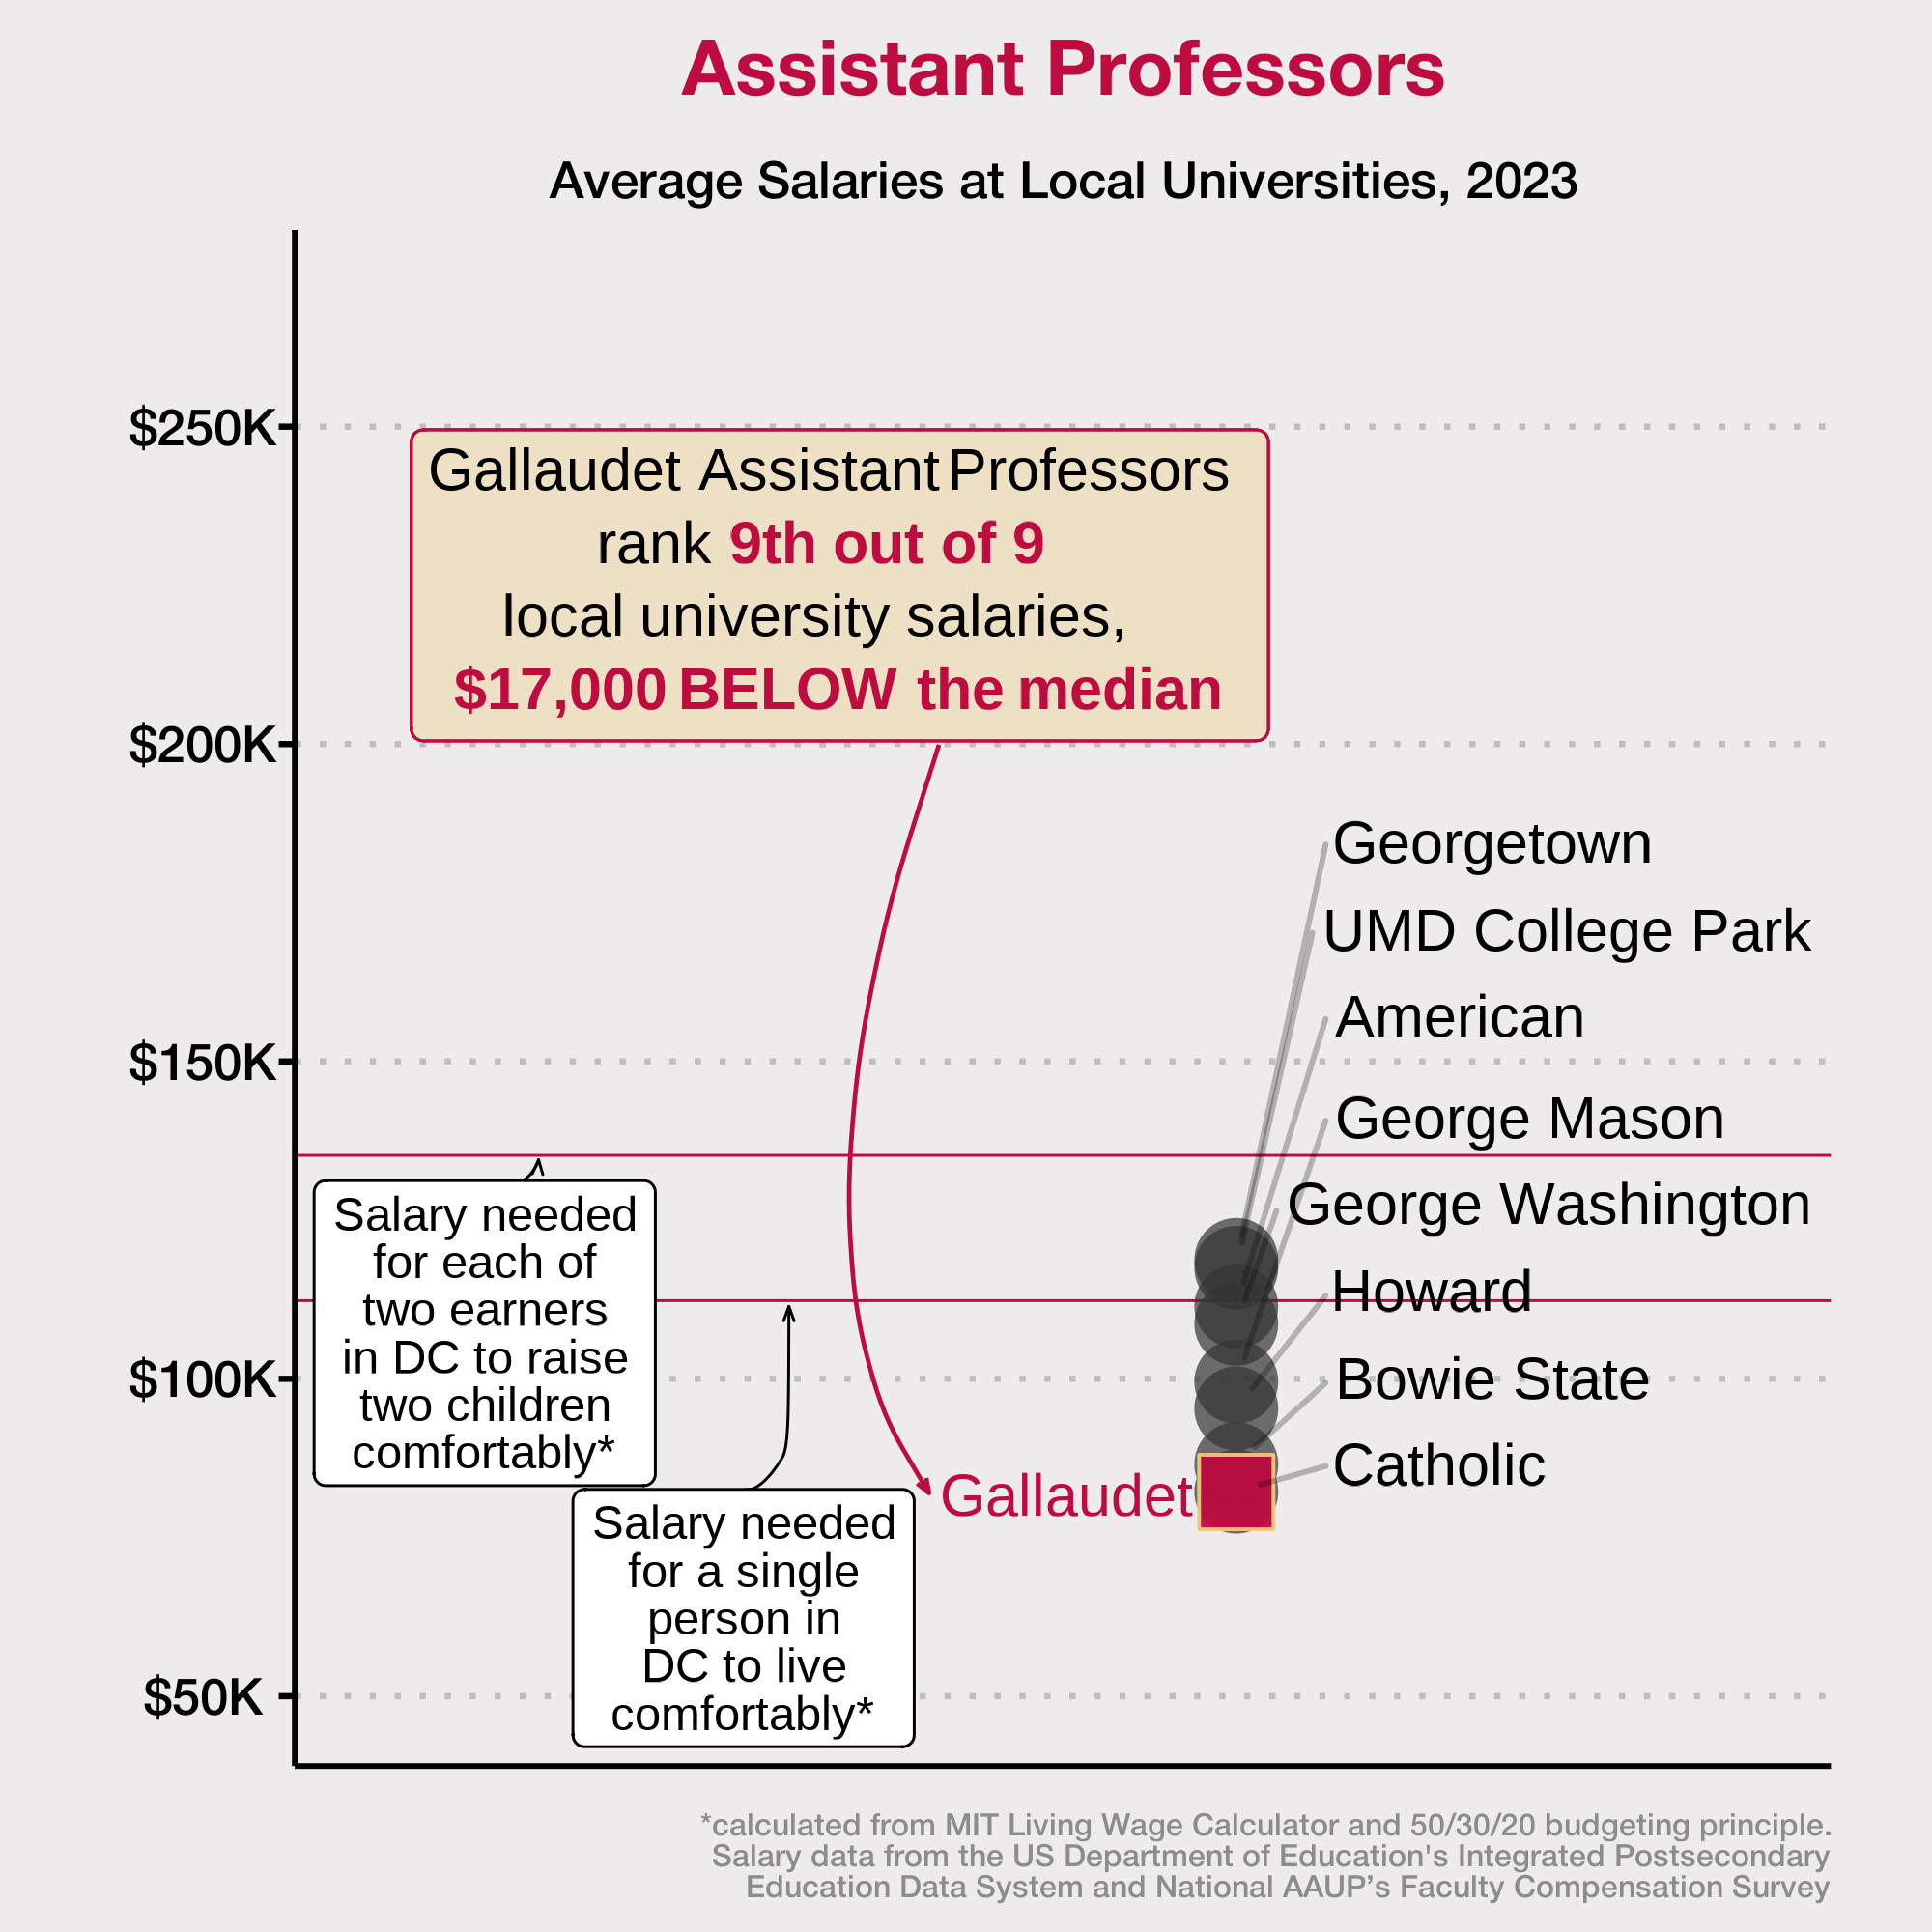 Assistant Professors
Average Salaries at Local Universities, 2023
$250K
Gallaudet Assistant Professors
rank 9th out of 9
local university salaries,
$17,000 BELOW the median
$200K
Georgetown
UMD College Park
American
$150K
George Mason
George Washington
Salary needed
for each of
two earners
in DC to raise
two children
comfortably*
Howard
$100K
Bowie State
Catholic
Gallaudet
Salary needed
for a single
person in
DC to live
comfortably*
$50K
*calculated from MIT Living Wage Calculator and 50/30/20 budgeting principle.
Salary data from the US Department of Education's Integrated Postsecondary
Education Data System and National AAUP’s Faculty Compensation Survey